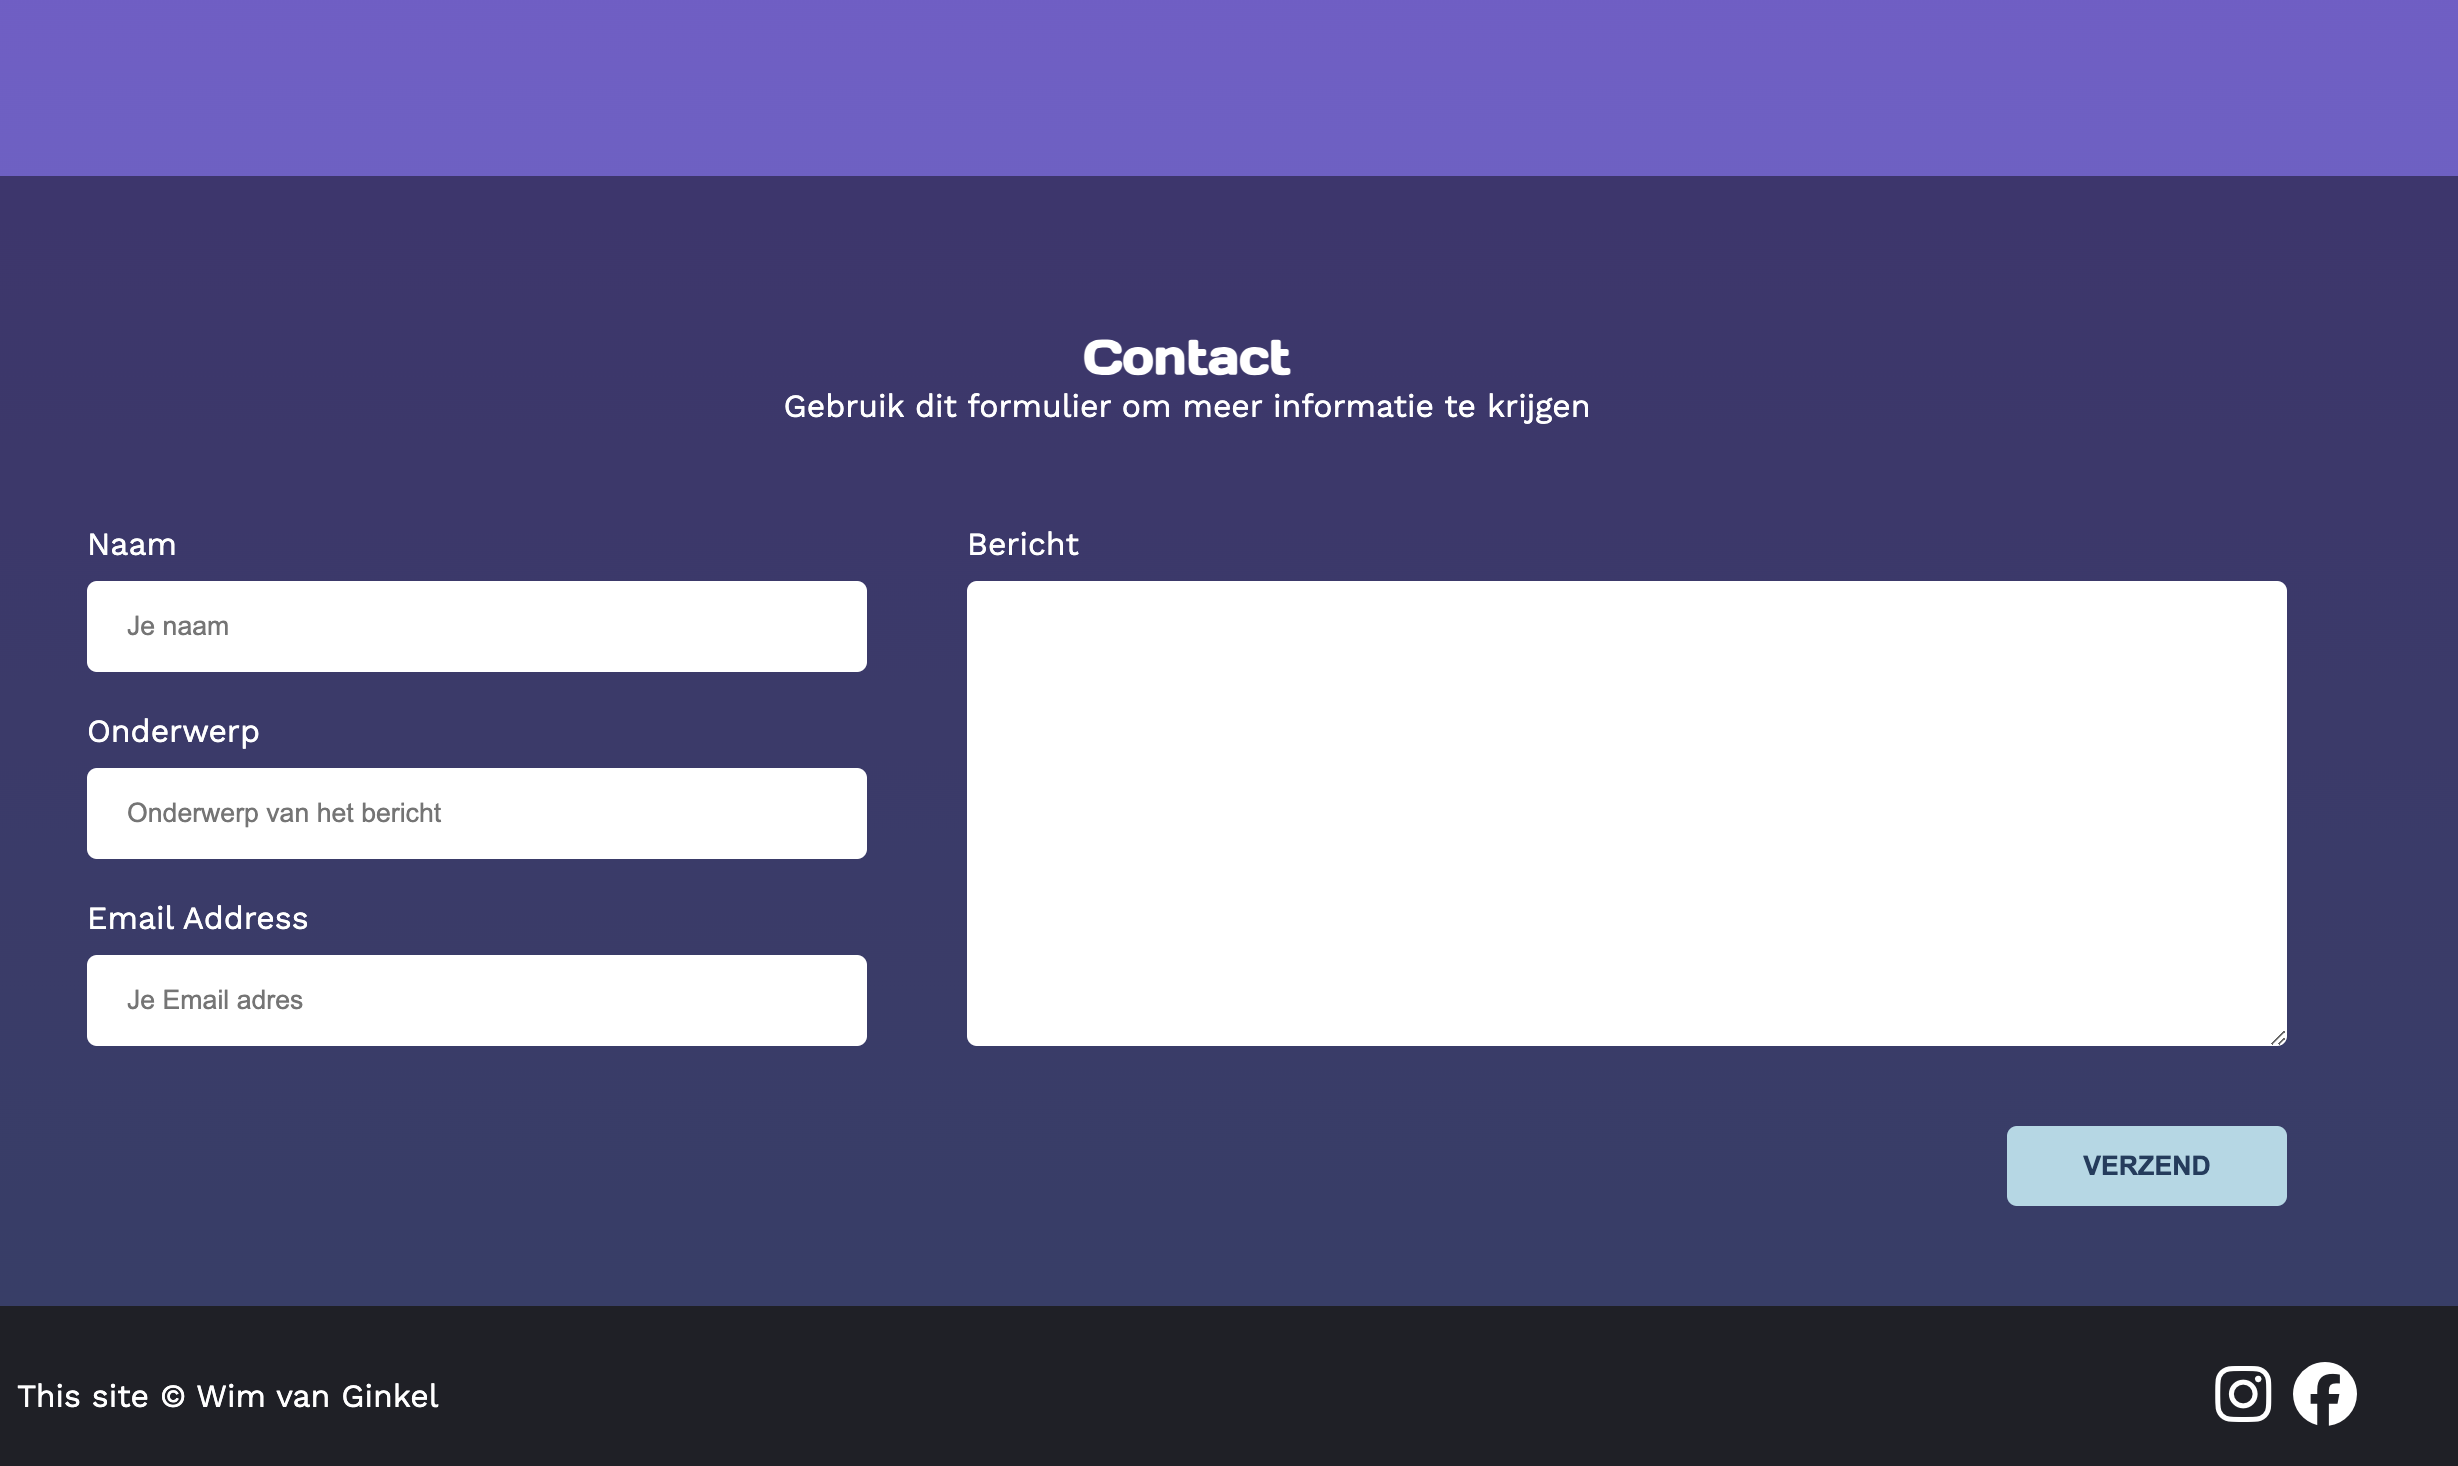 Contact
Gebruik dit formulier om meer informatie te krijgen
Naam
Je naam
Onderwerp
Onderwerp van het bericht
Email Address
Je Email adres
Bericht
VERZEND
This site © Wim van Ginkel